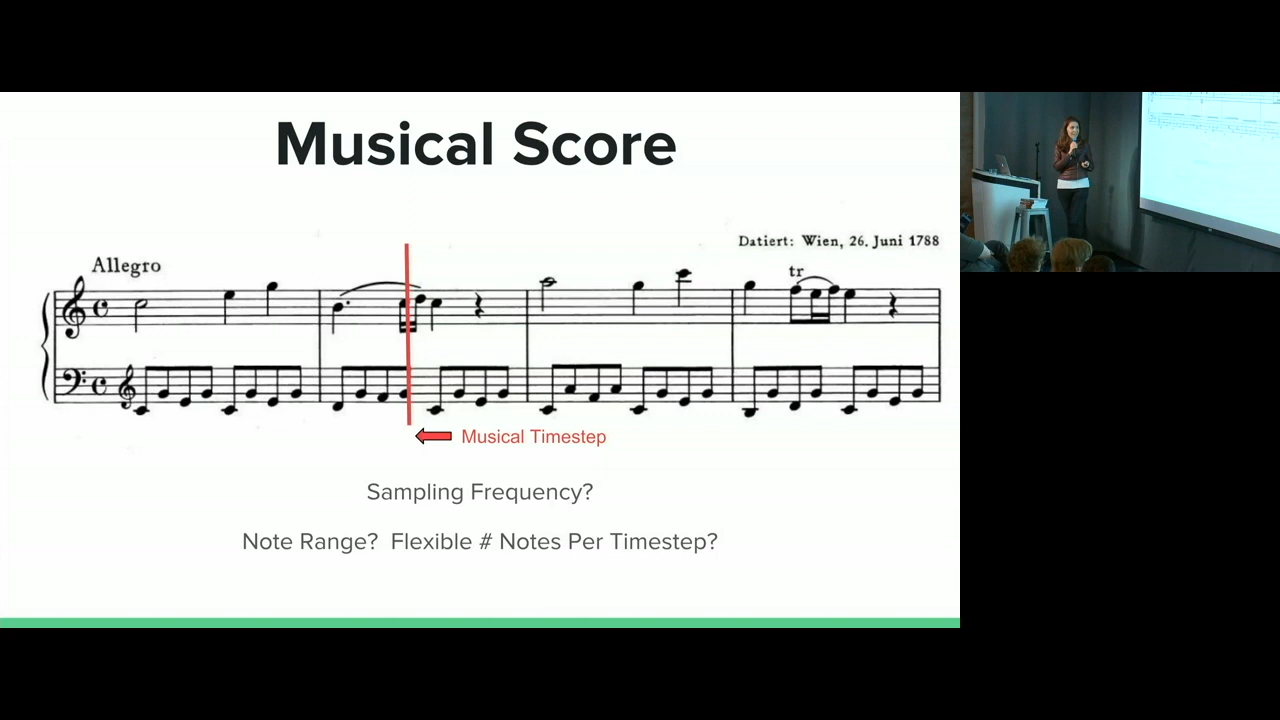 Musical Score
Datiert: Wien, 26. Juni 1788
Allegro
tr
Musical Timestep
Sampling Frequency?
Note Range? Flexible # Notes Per Timestep?